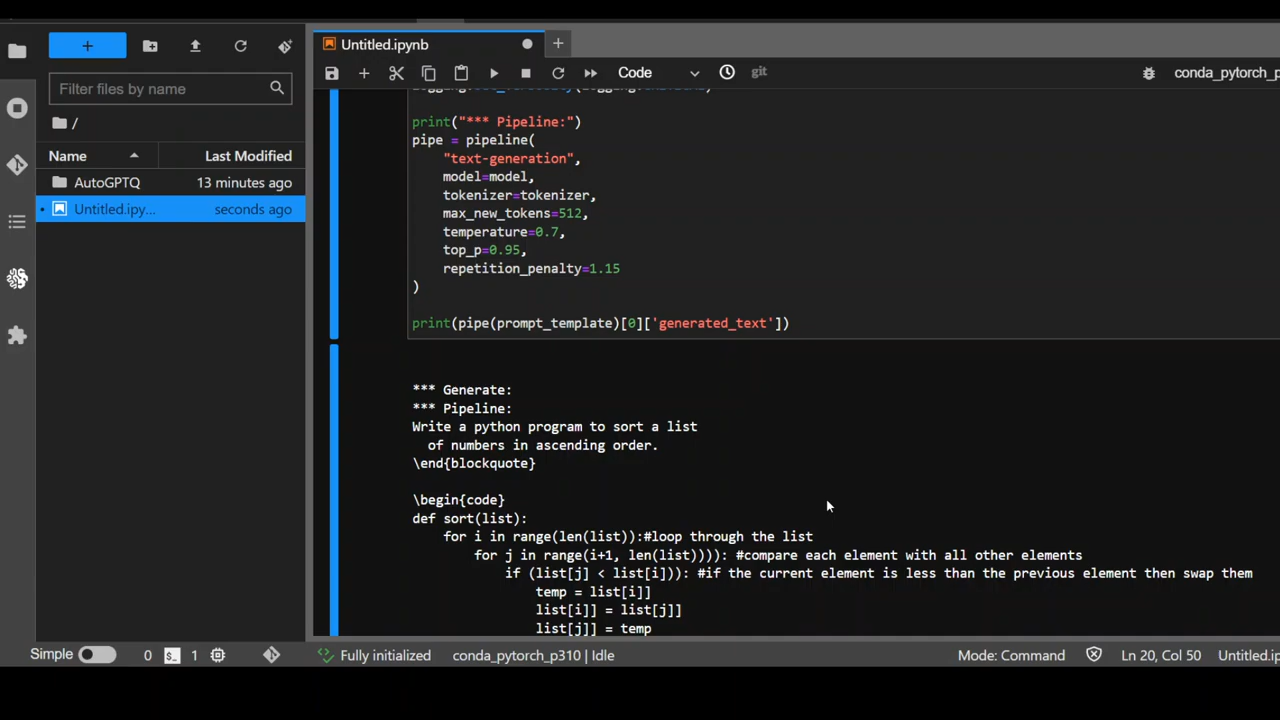 Untitled.ipynb
Code
git
conda_pytorch_p
Filter files by name
/
Name
Last Modified
AutoGPTQ
13 minutes ago
Untitled.ipy...
seconds ago
print("*** Pipeline:")
pipe = pipeline(
"text-generation",
model=model,
tokenizer=tokenizer,
max_new_tokens=512,
temperature=0.7,
top_p=0.95,
repetition_penalty=1.15
)
print(pipe(prompt_template)[0]['generated_text'])
*** Generate:
*** Pipeline:
Write a python program to sort a list
of numbers in ascending order.
\end{blockquote}
\begin{code}
def sort(list):
for i in range(len(list)):#loop through the list
for j in range(i+1, len(list)))): #compare each element with all other elements
if (list[j] < list[i])): #if the current element is less than the previous element then swap them
temp = list[i]]
list[i]] = list[j]]
list[j]] = temp
Simple
0
1
Fully initialized
conda_pytorch_p310 | Idle
Mode: Command
Ln 20, Col 50
Untitled.ip